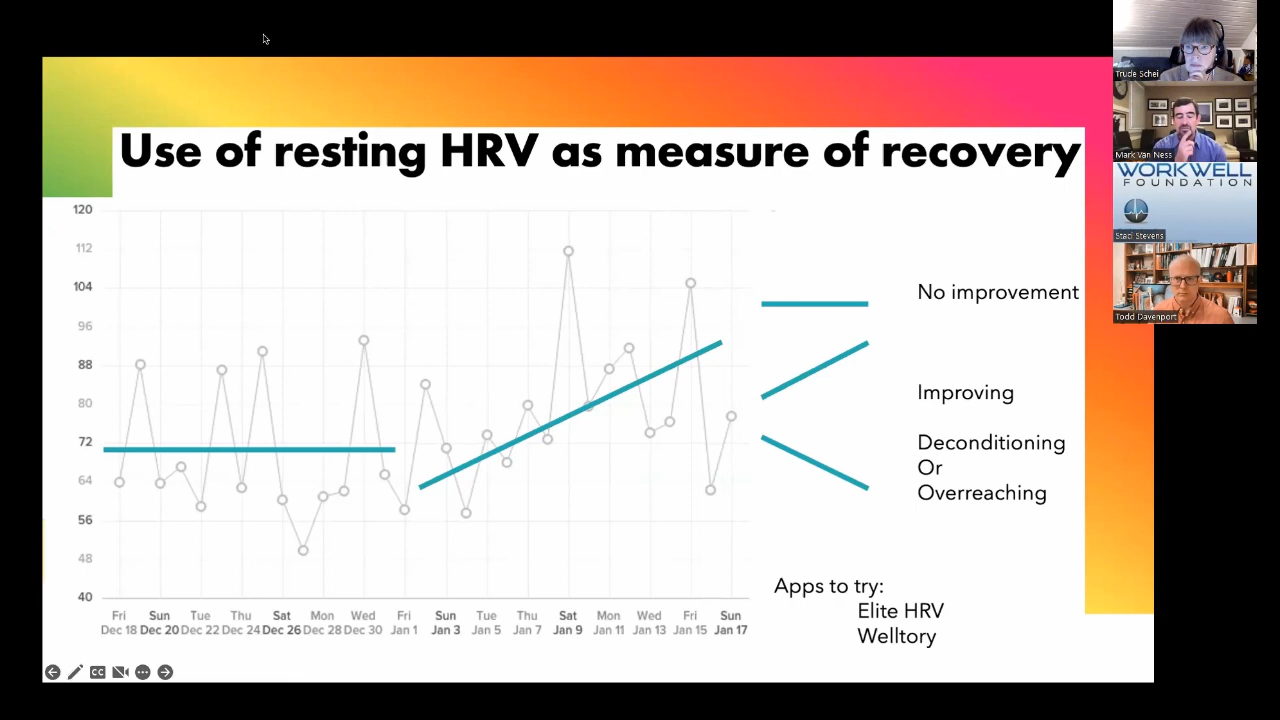 Use of resting HRV as measure of recovery
120
112
104
96
88
80
72
64
56
48
40
Fri Sun Tue Thu Sat Mon Wed Fri Sun Tue Thu Sat Mon Wed Fri Sun
Dec 18 Dec 20 Dec 22 Dec 24 Dec 26 Dec 28 Dec 30 Jan 1 Jan 3 Jan 5 Jan 7 Jan 9 Jan 11 Jan 13 Jan 15 Jan 17
No improvement
Improving
Deconditioning
Or
Overreaching
Apps to try:
Elite HRV
Welltory
CC
Trude Schei
Mark Van Ness
WORKWELL
FOUNDATION
Staci Stevens
Todd Davenport